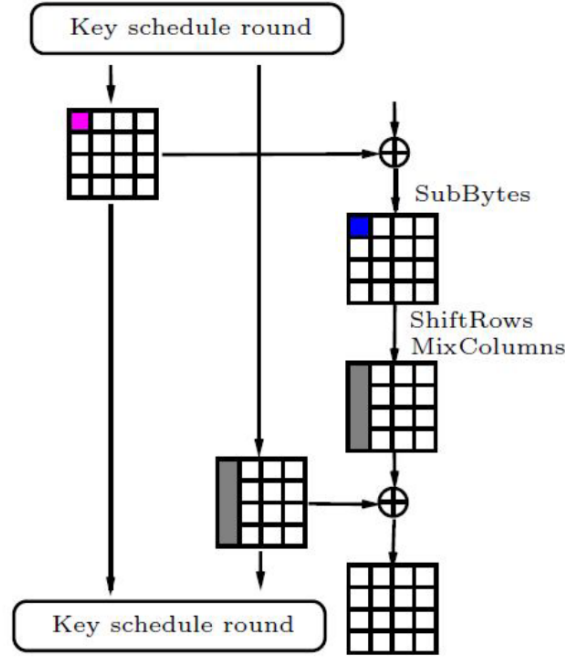 Key schedule round
SubBytes
ShiftRows
MixColumns
Key schedule round